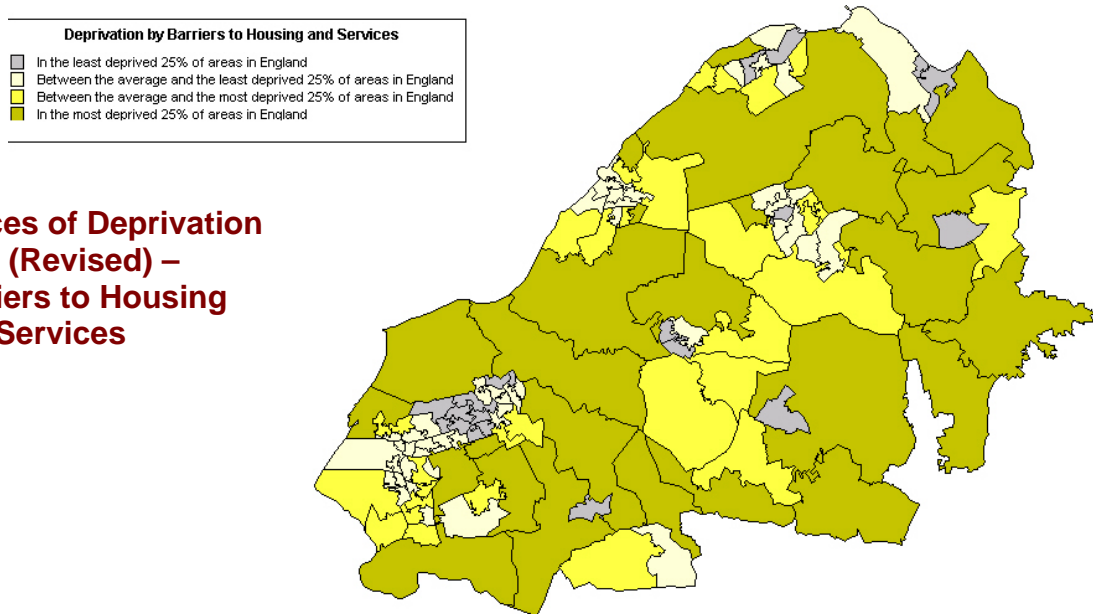 Deprivation by Barriers to Housing and Services
In the least deprived 25% of areas in England
Between the average and the least deprived 25% of areas in England
Between the average and the most deprived 25% of areas in England
In the most deprived 25% of areas in England
ces of Deprivation
(Revised) –
iers to Housing
Services